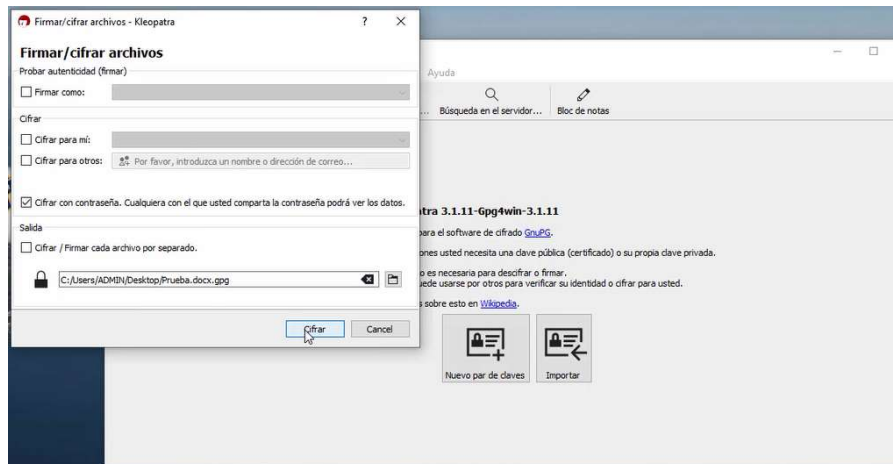 Firmar/cifrar archivos - Kleopatra
Firmar/cifrar archivos
Probar autenticidad (firmar)
Firmar como:
Cifrar
Cifrar para mí:
Cifrar para otros:
Por favor, introduzca un nombre o dirección de correo...
Cifrar con contraseña. Cualquiera con el que usted comparta la contraseña podrá ver los datos.
Salida
Cifrar / Firmar cada archivo por separado.
C:/Users/ADMIN/Desktop/Prueba.docx.gpg
Cifrar
Cancel
Ayuda
... Búsqueda en el servidor...
Bloc de notas
tra 3.1.11-Gpg4win-3.1.11
para el software de cifrado GnuPG.
ones usted necesita una clave pública (certificado) o su propia clave privada.
o es necesaria para descifrar o firmar.
uede usarse por otros para verificar su identidad o cifrar para usted.
s sobre esto en Wikipedia.
Nuevo par de claves
Importar